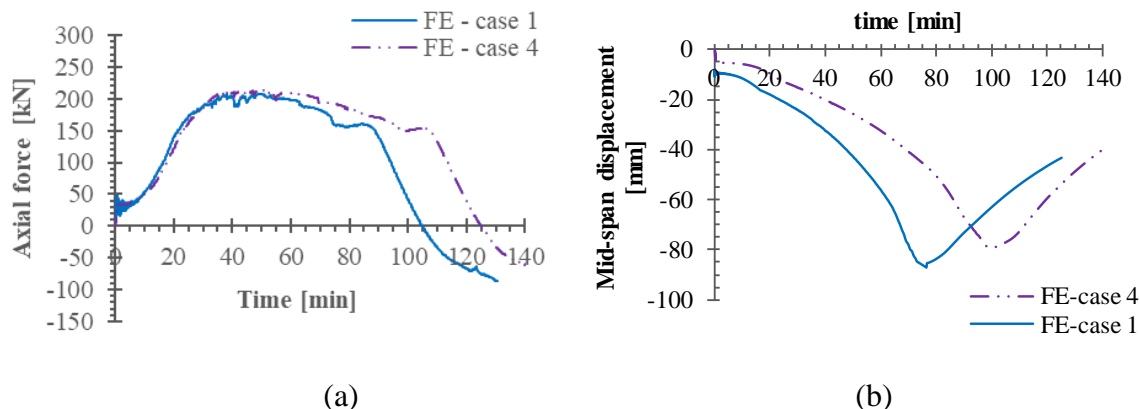 FE - case 1
FE - case 4
300
250
200
150
100
50
0
-50
-100
-150
0 20 40 60 80 100 120 140
Axial force [kN]
Time [min]
(a)
time [min]
0 20 40 60 80 100 120 140
0
-20
-40
-60
-80
-100
Mid-span displacement
[mm]
FE-case 4
FE-case 1
(b)